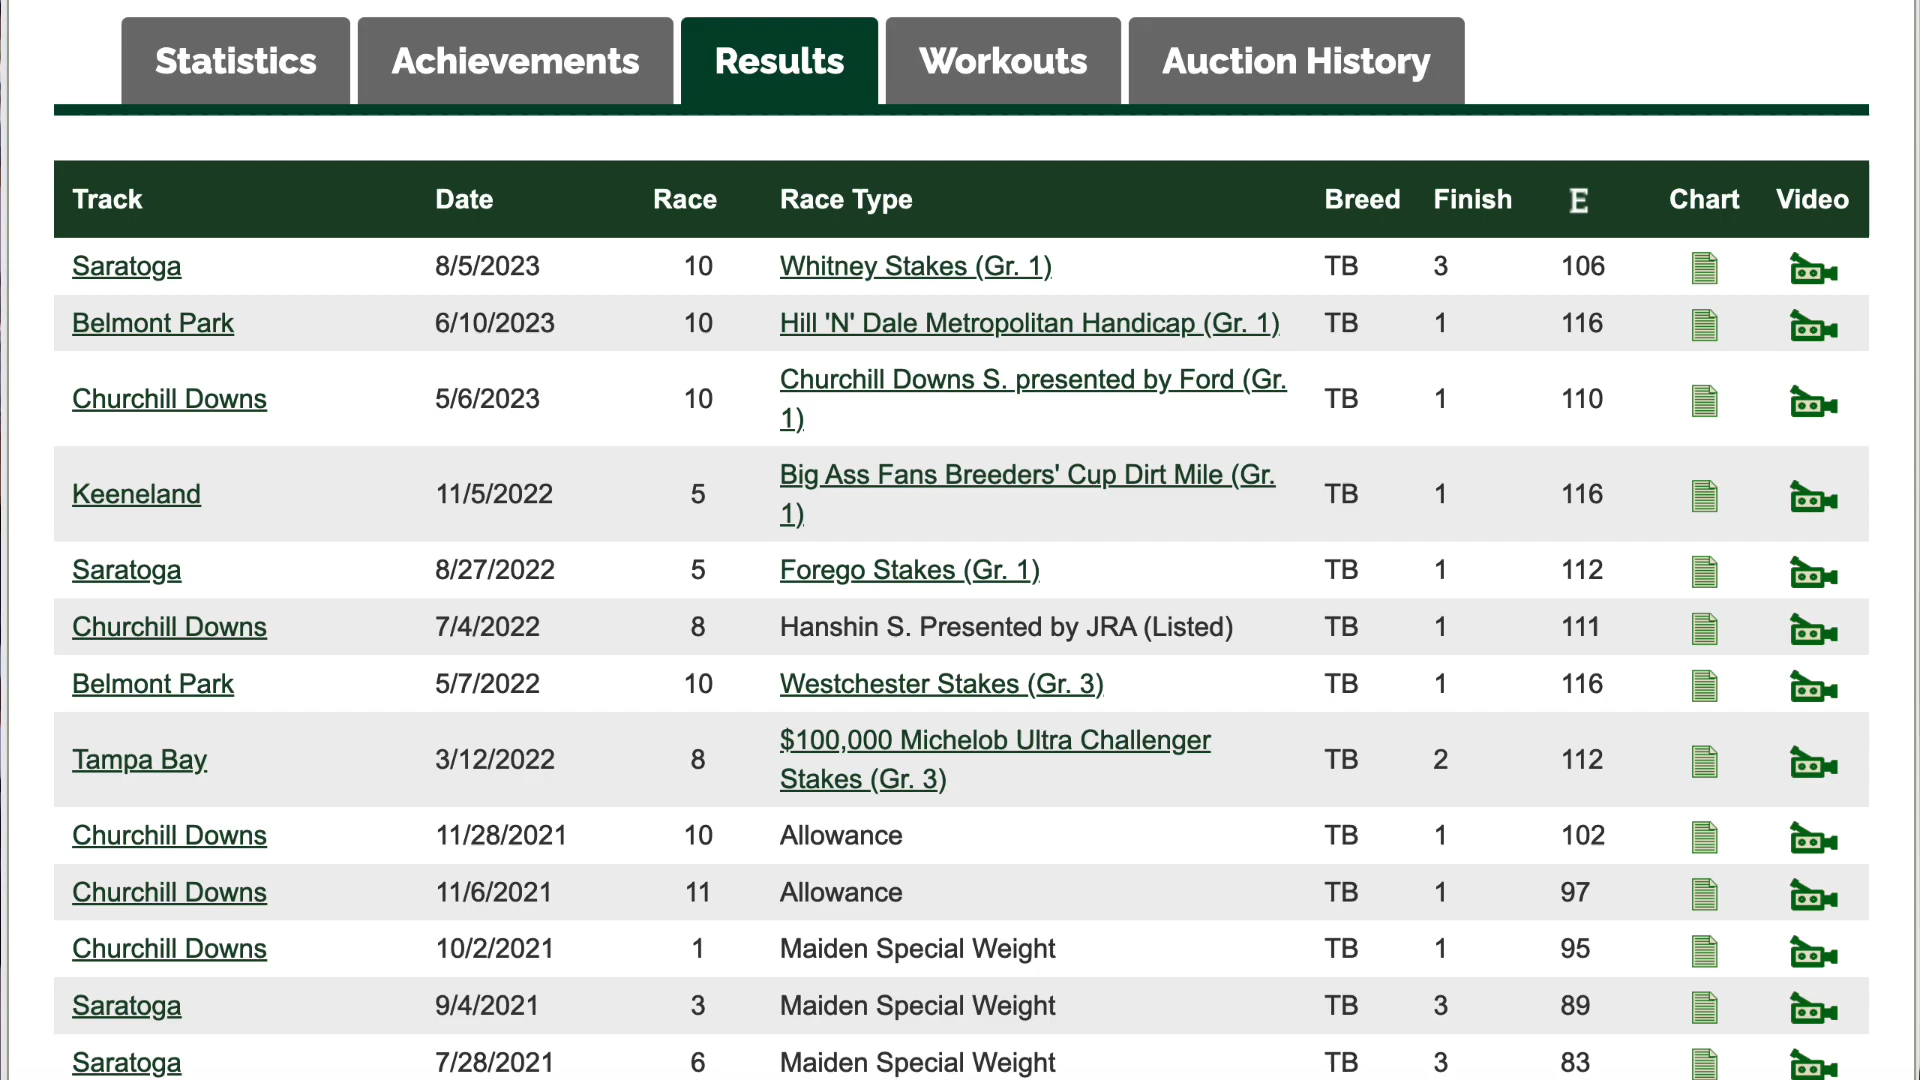 Statistics Achievements Results Workouts Auction History
Track Date Race Race Type Breed Finish E Chart Video
Saratoga 8/5/2023 10 Whitney Stakes (Gr. 1) TB 3 106
Belmont Park 6/10/2023 10 Hill 'N' Dale Metropolitan Handicap (Gr. 1) TB 1 116
Churchill Downs 5/6/2023 10 Churchill Downs S. presented by Ford (Gr. TB 1 110
1)
Keeneland 11/5/2022 5 Big Ass Fans Breeders' Cup Dirt Mile (Gr. TB 1 116
1)
Saratoga 8/27/2022 5 Forego Stakes (Gr. 1) TB 1 112
Churchill Downs 7/4/2022 8 Hanshin S. Presented by JRA (Listed) TB 1 111
Belmont Park 5/7/2022 10 Westchester Stakes (Gr. 3) TB 1 116
Tampa Bay 3/12/2022 8 $100,000 Michelob Ultra Challenger TB 2 112
Stakes (Gr. 3)
Churchill Downs 11/28/2021 10 Allowance TB 1 102
Churchill Downs 11/6/2021 11 Allowance TB 1 97
Churchill Downs 10/2/2021 1 Maiden Special Weight TB 1 95
Saratoga 9/4/2021 3 Maiden Special Weight TB 3 89
Saratoga 7/28/2021 6 Maiden Special Weight TB 3 83